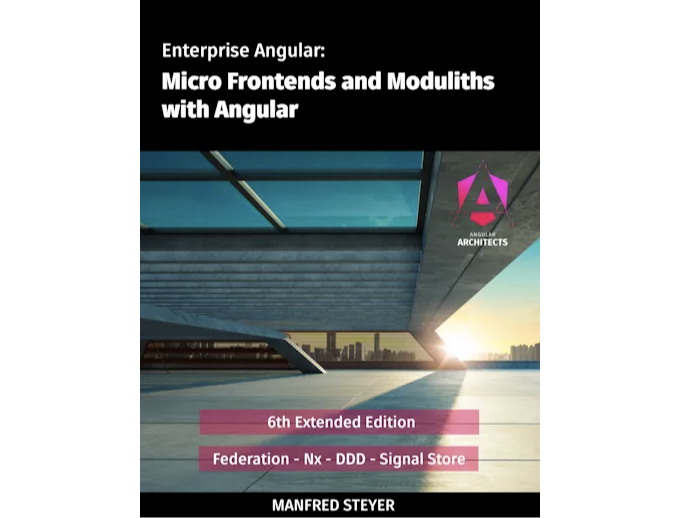 Enterprise Angular:
Micro Frontends and Moduliths
with Angular
ANGULAR
ARCHITECTS
6th Extended Edition
Federation - Nx - DDD - Signal Store
MANFRED STEYER